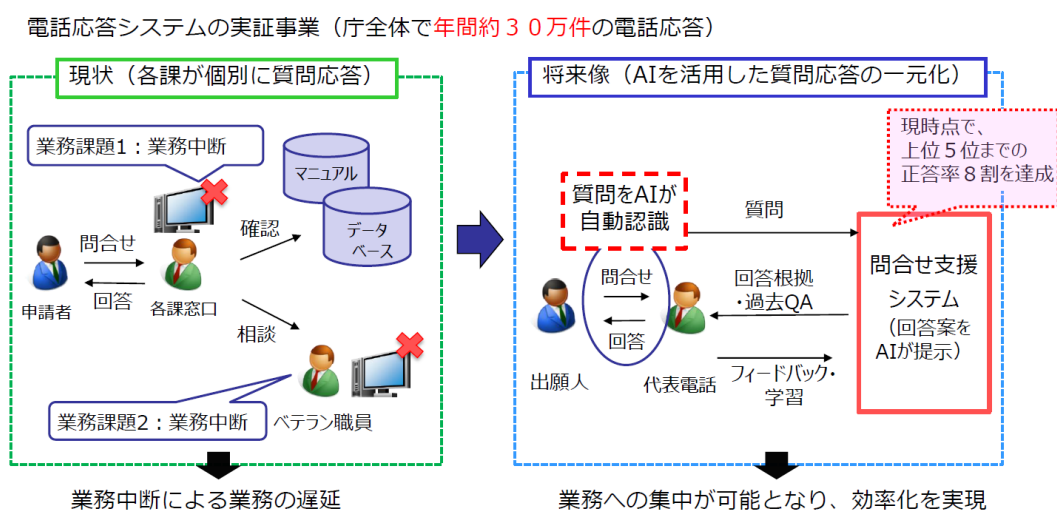 電話応答システムの実証事業（庁全体で年間約３０万件の電話応答）
現状（各課が個別に質問応答）
業務課題1：業務中断
マニュアル
データ
ベース
確認
問合せ
回答
申請者
各課窓口
相談
業務課題2：業務中断
ベテラン職員
業務中断による業務の遅延
将来像（AIを活用した質問応答の一元化）
現時点で、
上位５位までの
正答率８割を達成
質問をAIが
自動認識
質問
問合せ
回答
回答根拠
・過去QA
問合せ支援
システム
（回答案を
AIが提示）
出願人
代表電話
フィードバック・
学習
業務への集中が可能となり、効率化を実現